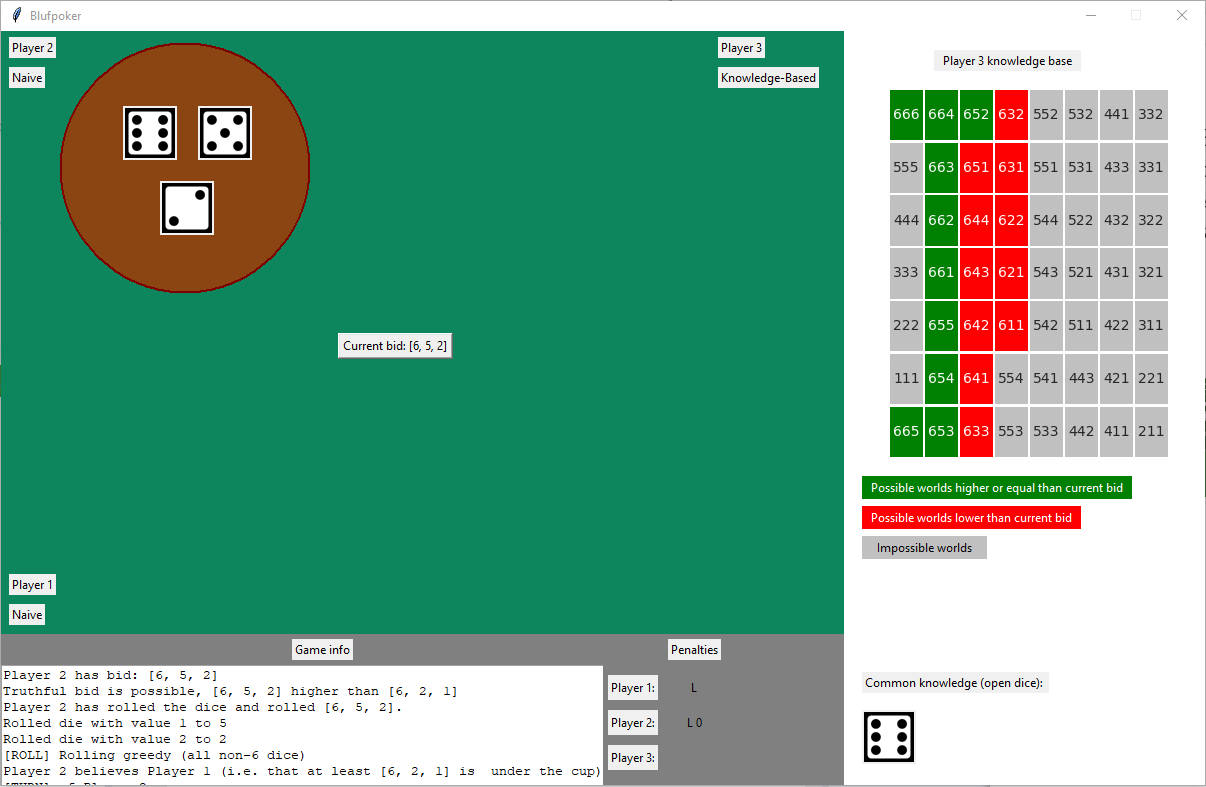 Blufpoker
Player 2
Naive
Player 3
Knowledge-Based
Current bid: [6, 5, 2]
Player 1
Naive
Player 3 knowledge base
666 664 652 632 552 532 441 332
555 663 651 631 551 531 433 331
444 662 644 622 544 522 432 322
333 661 643 621 543 521 431 321
222 655 642 611 542 511 422 311
111 654 641 554 541 443 421 221
665 653 633 553 533 442 411 211
Possible worlds higher or equal than current bid
Possible worlds lower than current bid
Impossible worlds
Common knowledge (open dice):
Game info
Player 2 has bid: [6, 5, 2]
Truthful bid is possible, [6, 5, 2] higher than [6, 2, 1]
Player 2 has rolled the dice and rolled [6, 5, 2].
Rolled die with value 1 to 5
Rolled die with value 2 to 2
[ROLL] Rolling greedy (all non-6 dice)
Player 2 believes Player 1 (i.e. that at least [6, 2, 1] is  under the cup)
Penalties
Player 1: L
Player 2: L 0
Player 3: